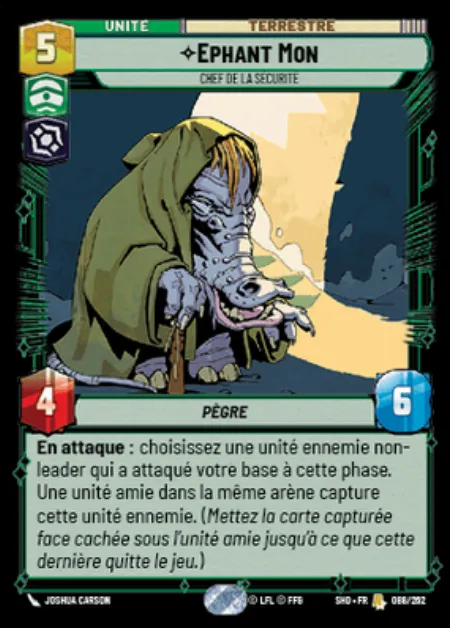 UNITÉ
TERRESTRE
5
EPHANT MON
CHEF DE LA SÉCURITÉ
4
6
PÈGRE
En attaque : choisissez une unité ennemie non-
leader qui a attaqué votre base à cette phase.
Une unité amie dans la même arène capture
cette unité ennemie. (Mettez la carte capturée
face cachée sous l'unité amie jusqu'à ce que cette
dernière quitte le jeu.)
JOSHUA CARSON
© LFL © FFG
SHD • FR
088/262